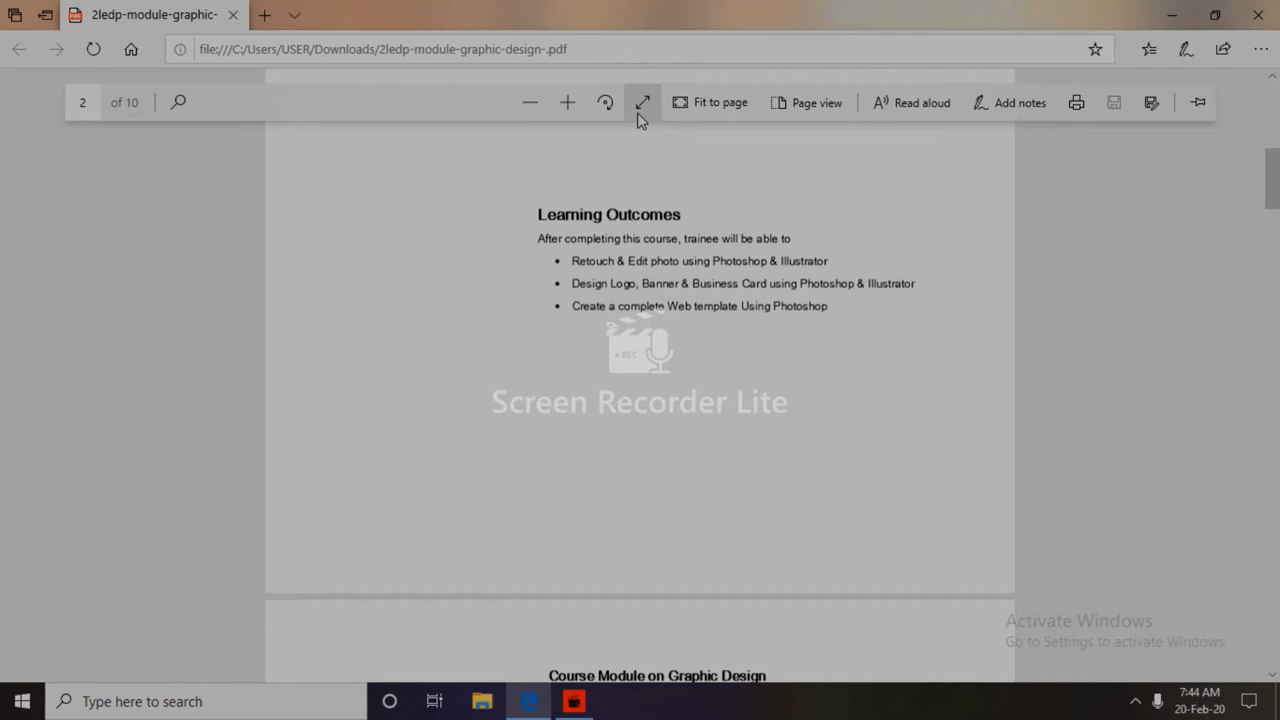 2ledp-module-graphic-
file:///C:/Users/USER/Downloads/2ledp-module-graphic-design-.pdf
2 of 10
Fit to page
Page view
Read aloud
Add notes
Learning Outcomes
After completing this course, trainee will be able to
• Retouch & Edit photo using Photoshop & Illustrator
• Design Logo, Banner & Business Card using Photoshop & Illustrator
• Create a complete Web template Using Photoshop
• REC
Screen Recorder Lite
Activate Windows
Go to Settings to activate Windows.
Course Module on Graphic Design
Type here to search
7:44 AM
20-Feb-20